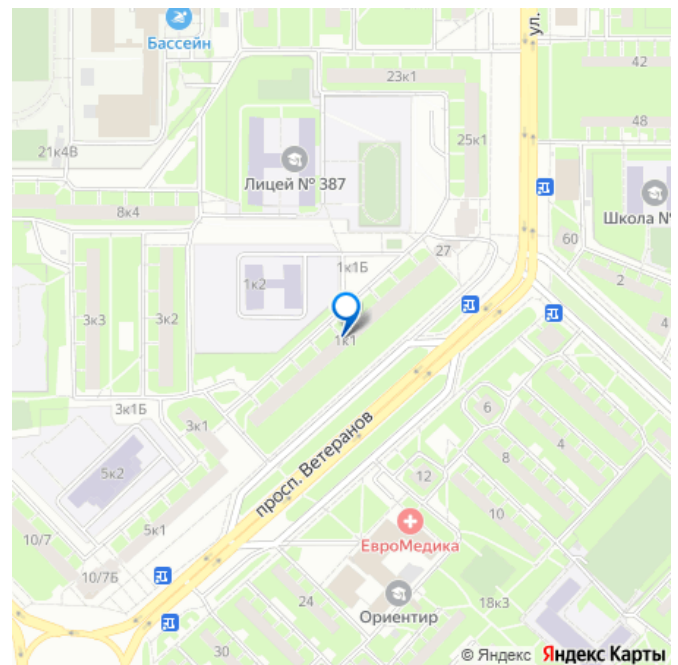 Бассейн
ул.
23к1
42
48
25к1
21к4В
Лицей № 387
8к4
Школа №
27
60
1к1Б
1к2
2
3к3
3к2
1к1
4
3к1Б
3к1
просп. Ветеранов
6
8
4
5к2
12
10
10/7
5к1
ЕвроМедика
10/7Б
24
Ориентир
18к3
30
© Яндекс Яндекс Карты